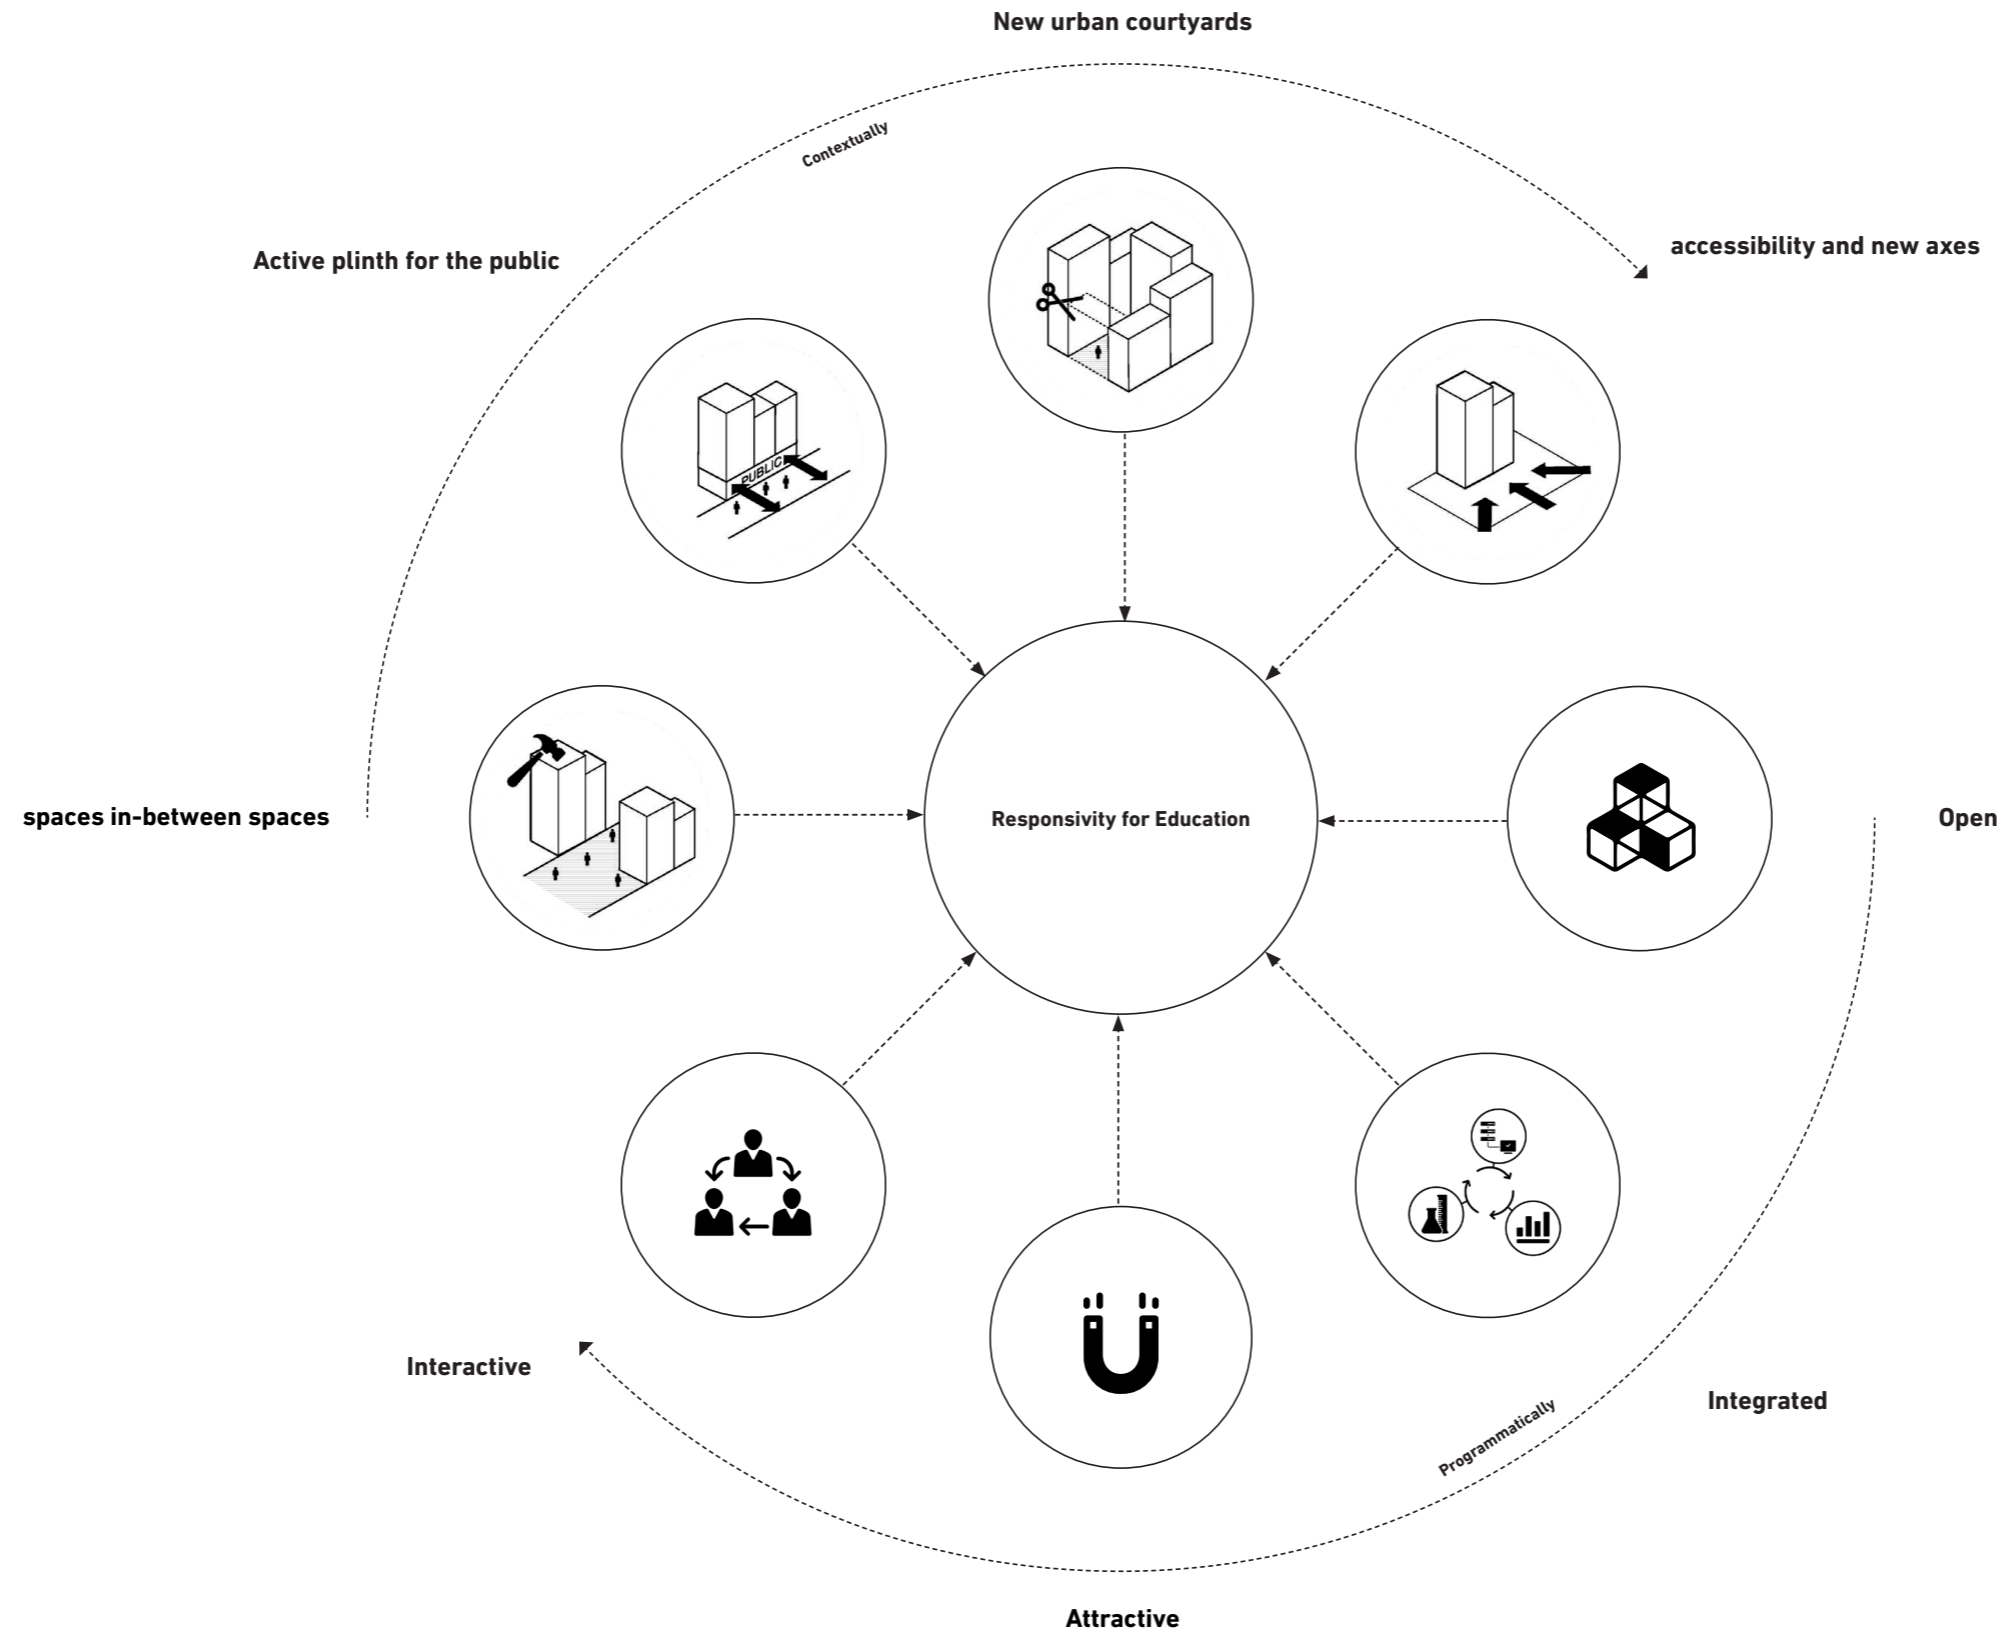 New urban courtyards
Contextually
Active plinth for the public
accessibility and new axes
PUBLIC
spaces in-between spaces
Responsivity for Education
Open
Interactive
Integrated
Programmatically
Attractive